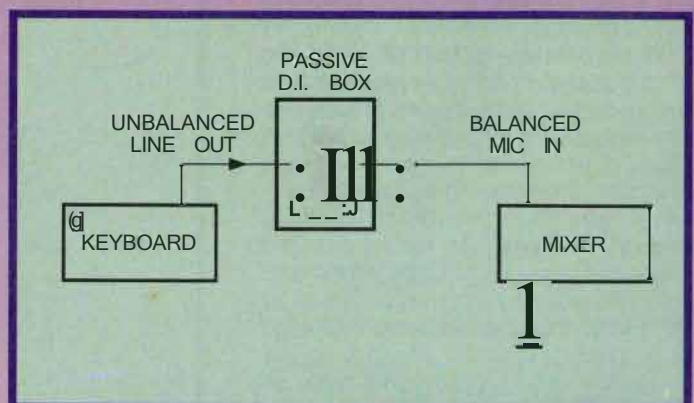 PASSIVE
D.I. BOX
UNBALANCED
LINE OUT
BALANCED
MIC IN
KEYBOARD
MIXER